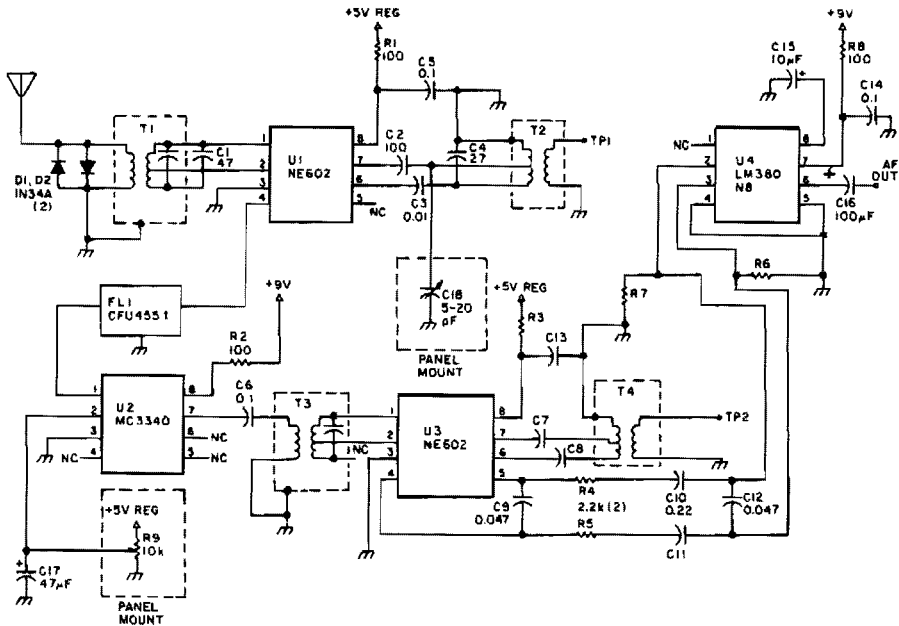 +5V REG
R1
100
C5
0.1
C15
10µF
+
+9V
R8
100
C14
0.1
T1
C1
47
1
2
3
4
U1
NE602
8
7
6
5
NC
C2
100
C3
0.01
C4
27
T2
TP1
D1, D2
1N34A
(2)
NC
1
2
3
4
U4
LM380
N8
8
7
6
5
+
C16
100µF
AF
OUT
R6
R7
FL1
CFU455I
+9V
R2
100
C18
5-20
pF
PANEL
MOUNT
+5V REG
R3
C13
1
2
3
4
NC
U2
MC3340
8
7
6
5
NC
NC
C6
0.1
T3
NC
1
2
3
4
U3
NE602
8
7
6
5
C7
C8
T4
TP2
C9
0.047
R4
2.2k(2)
R5
C10
0.22
C11
C12
0.047
+5V REG
R9
10k
+
C17
47µF
PANEL
MOUNT